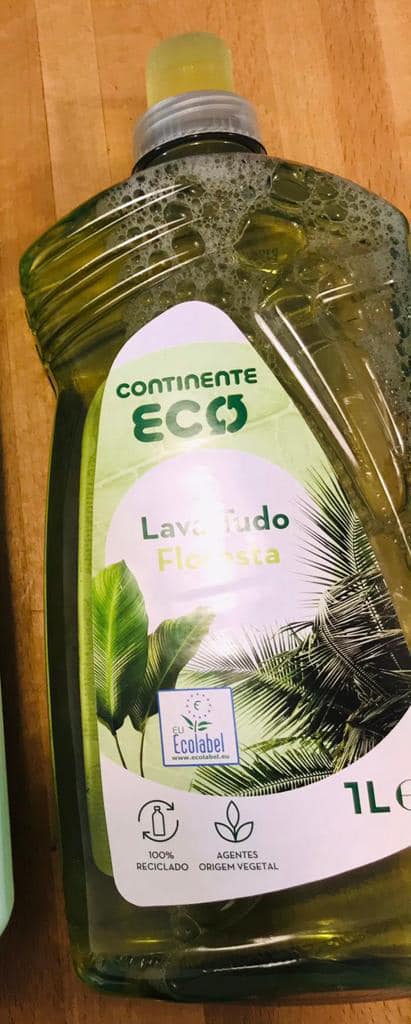 CONTINENTE
ECO
Lava Tudo
Floresta
EU
Ecolabel
www.ecolabel.eu
1L e
100%
RECICLADO
AGENTES
ORIGEM VEGETAL